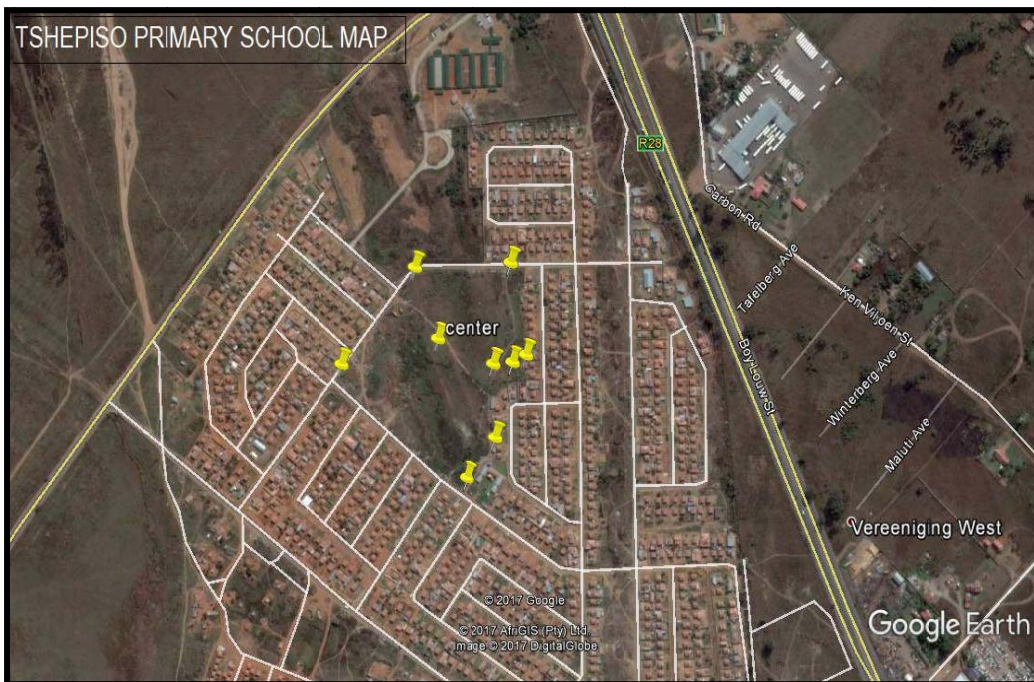 TSHEPISO PRIMARY SCHOOL MAP
R28
Carbon Rd
Tafelberg Ave
center
Ken Viljoen St
Boy Louw St
Winterberg Ave
Maluti Ave
Vereeniging West
© 2017 Google
© 2017 AfriGIS (Pty) Ltd.
mage © 2017 DigitalGlobe
Google Earth